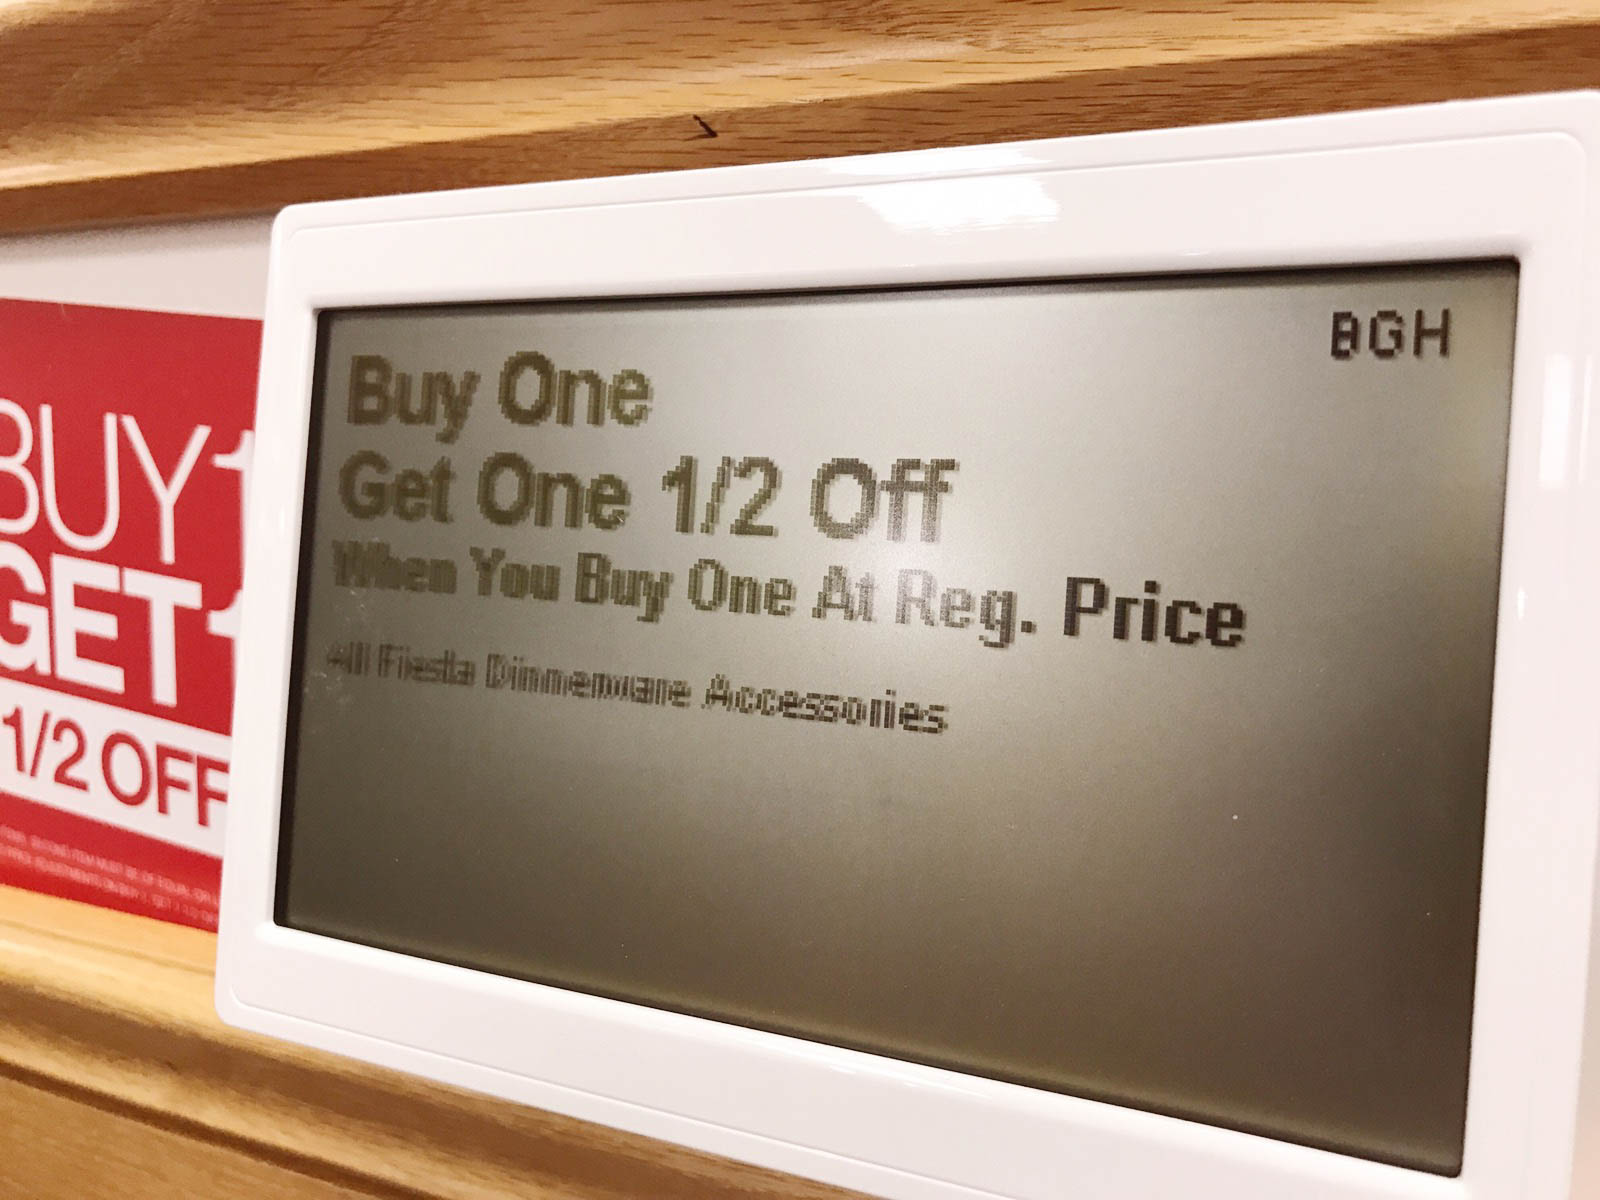 BUY 1
GET 1
1/2 OFF
BGH
Buy One
Get One 1/2 Off
When You Buy One At Reg. Price
All Fiesta Dinnerware Accessories